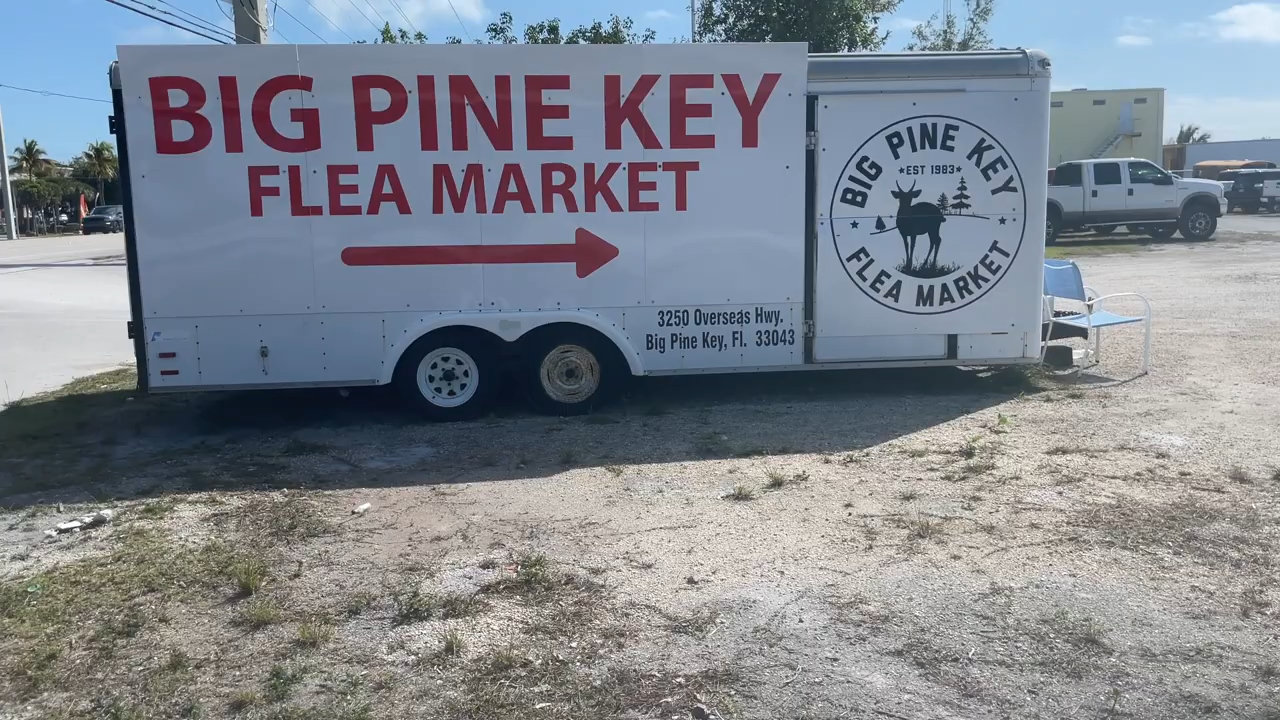 BIG PINE KEY
FLEA MARKET
3250 Overseas Hwy.
Big Pine Key, Fl. 33043
BIG PINE KEY
EST 1983
FLEA MARKET